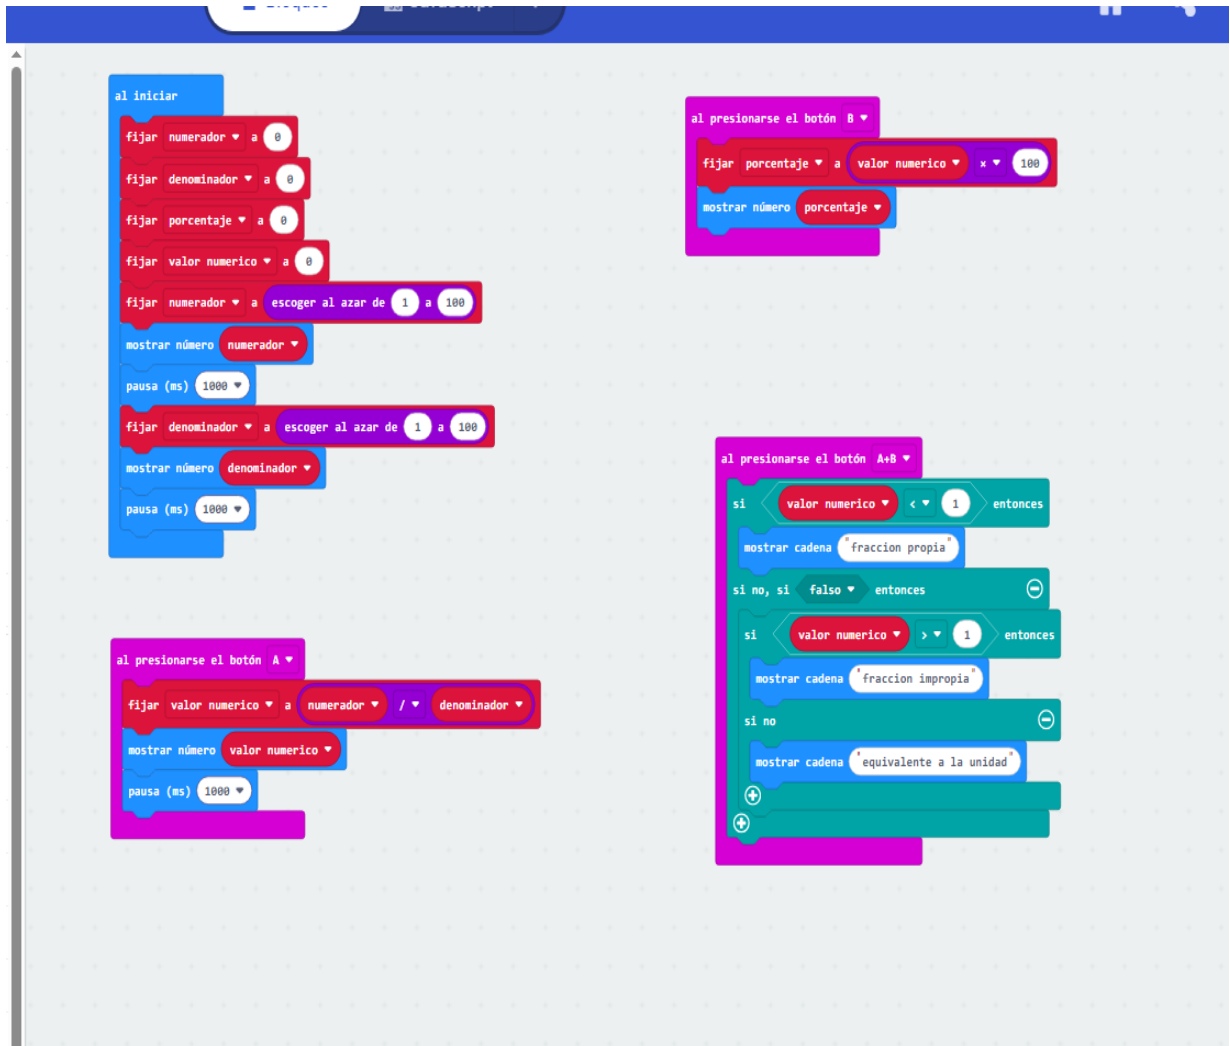 al iniciar
fijar numerador a 0
fijar denominador a 0
fijar porcentaje a 0
fijar valor numerico a 0
fijar numerador a escoger al azar de 1 a 100
mostrar número numerador
pausa (ms) 1000
fijar denominador a escoger al azar de 1 a 100
mostrar número denominador
pausa (ms) 1000
al presionarse el botón A
fijar valor numerico a numerador / denominador
mostrar número valor numerico
pausa (ms) 1000
al presionarse el botón B
fijar porcentaje a valor numerico × 100
mostrar número porcentaje
al presionarse el botón A+B
si valor numerico < 1 entonces
mostrar cadena "fraccion propia"
si no, si falso entonces
si valor numerico > 1 entonces
mostrar cadena "fraccion impropia"
si no
mostrar cadena "equivalente a la unidad"